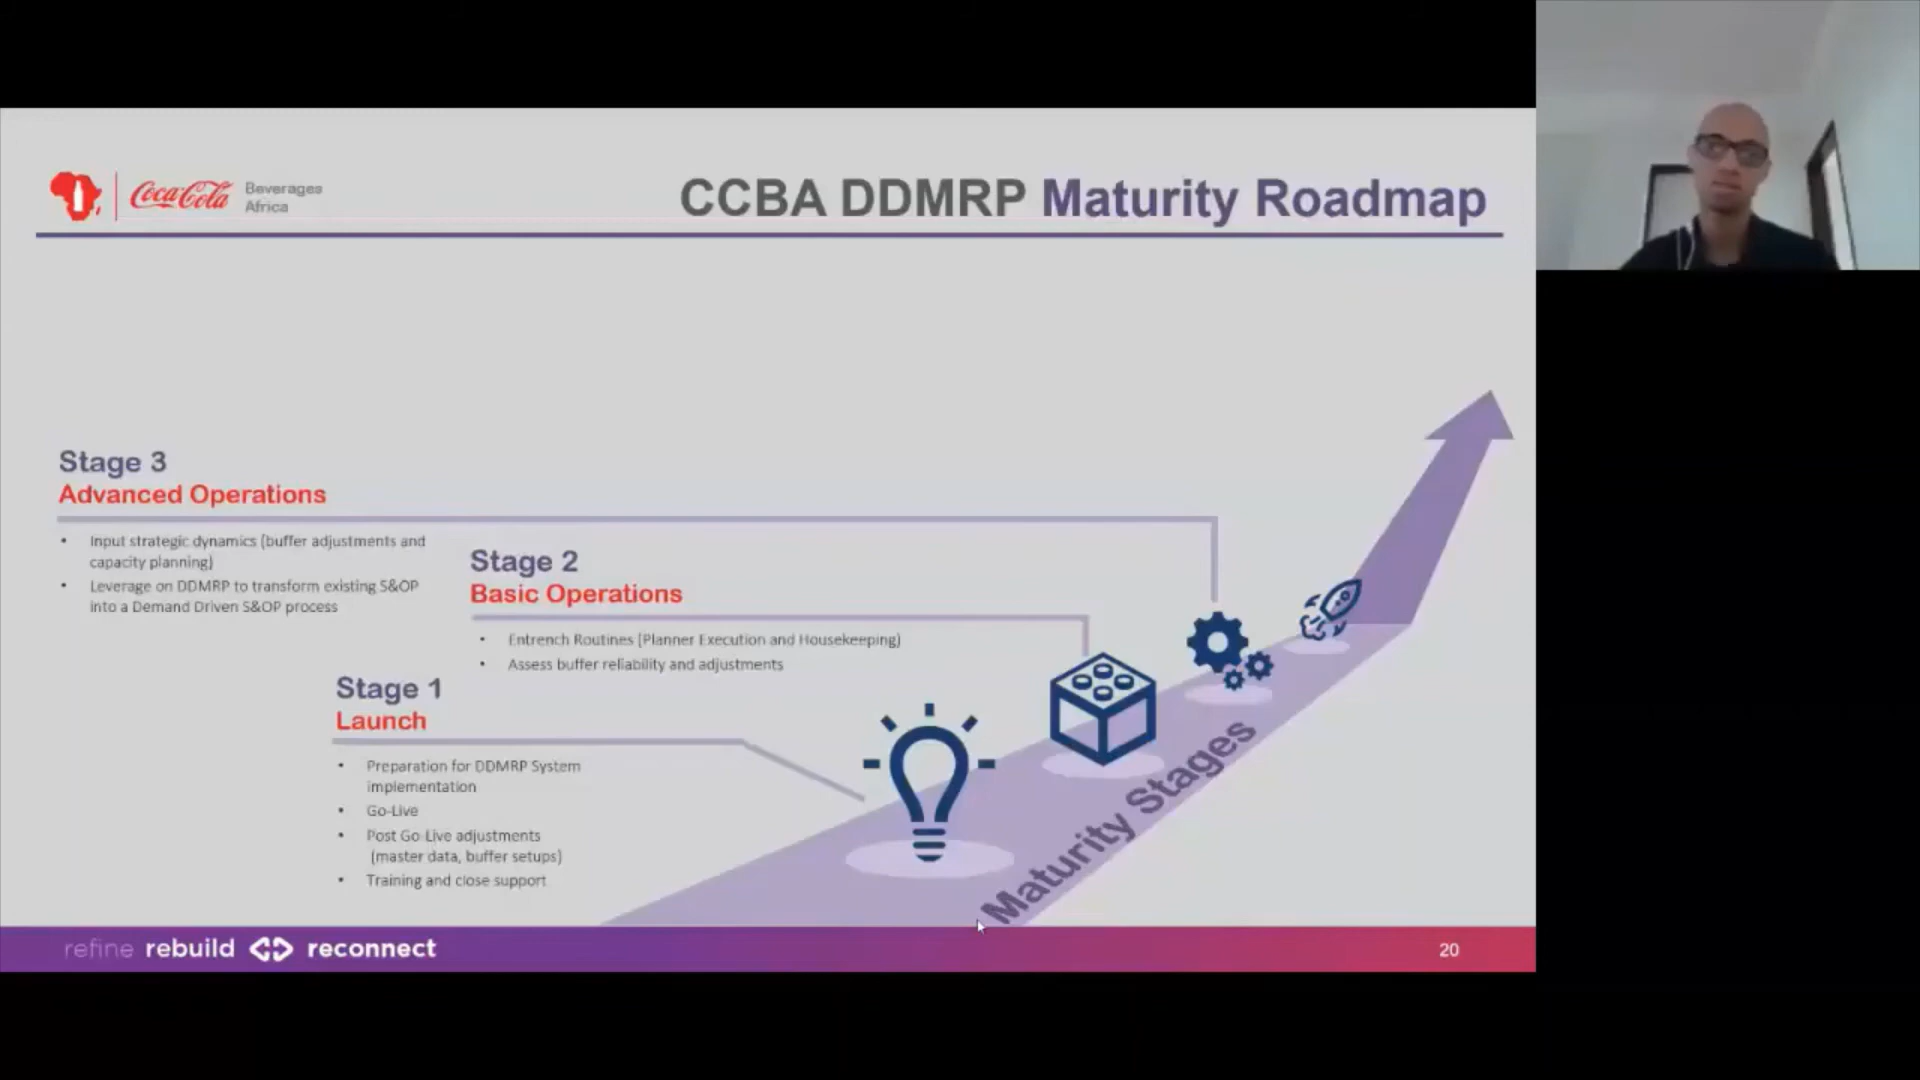 Coca-Cola
Beverages
Africa
CCBA DDMRP Maturity Roadmap
Stage 3
Advanced Operations
• Input strategic dynamics (buffer adjustments and
capacity planning)
• Leverage on DDMRP to transform existing S&OP
into a Demand Driven S&OP process
Stage 2
Basic Operations
• Entrench Routines (Planner Execution and Housekeeping)
• Assess buffer reliability and adjustments
Stage 1
Launch
• Preparation for DDMRP System
implementation
• Go-Live
• Post Go-Live adjustments
(master data, buffer setups)
• Training and close support
Maturity Stages
refine rebuild reconnect
20